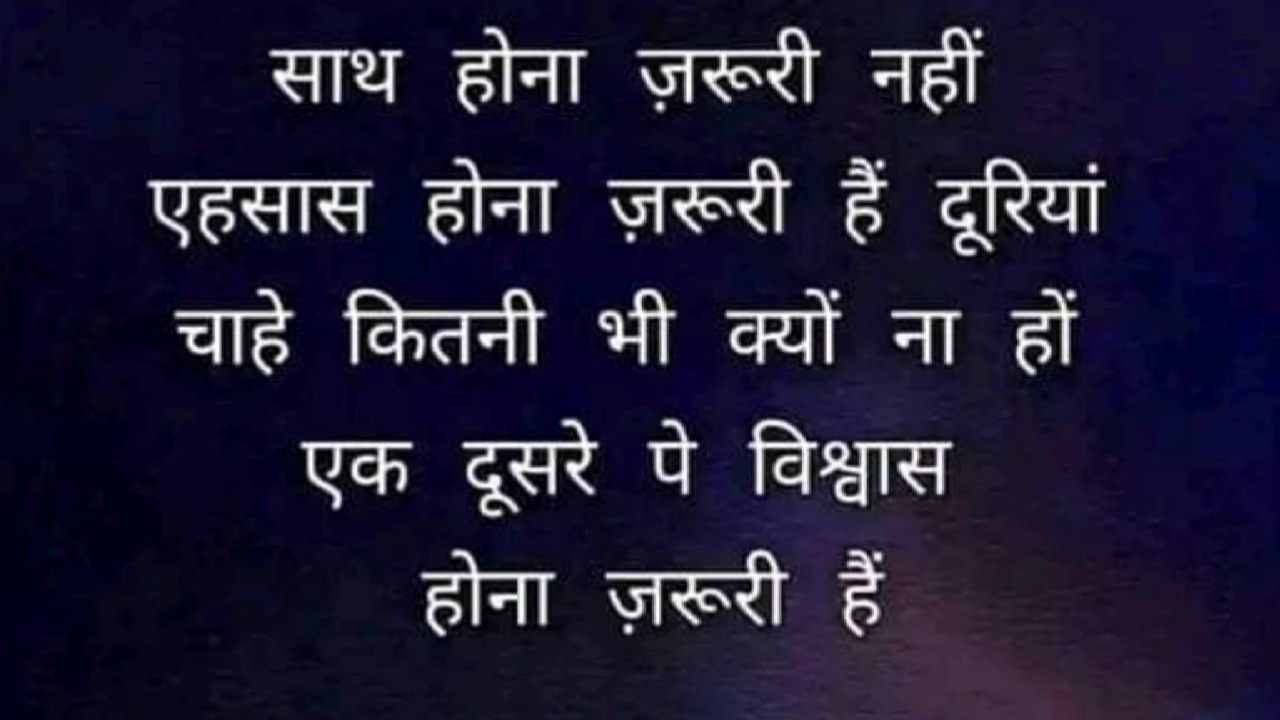 साथ होना ज़रूरी नहीं
एहसास होना ज़रूरी हैं दूरियां
चाहे कितनी भी क्यों ना हों
एक दूसरे पे विश्वास
होना ज़रूरी हैं